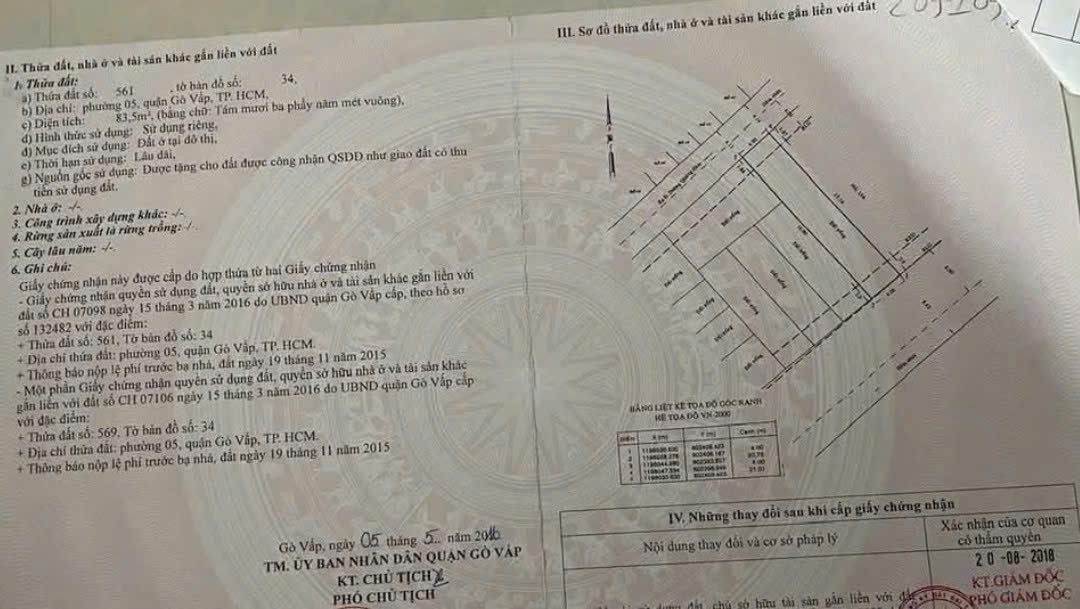 II. Thửa đất, nhà ở và tài sản khác gắn liền với đất
1. Thửa đất:
a) Thửa đất số: 561 , tờ bản đồ số: 34,
b) Địa chỉ: phường 05, quận Gò Vấp, TP. HCM,
c) Diện tích: 83,5m², (bằng chữ: Tám mươi ba phẩy năm mét vuông),
d) Hình thức sử dụng: Sử dụng riêng,
đ) Mục đích sử dụng: Đất ở tại đô thị,
e) Thời hạn sử dụng: Lâu dài,
g) Nguồn gốc sử dụng: Được tặng cho đất được công nhận QSDĐ như giao đất có thu
tiền sử dụng đất.
2. Nhà ở: -/-.
3. Công trình xây dựng khác: -/-.
4. Rừng sản xuất là rừng trồng: -/-.
5. Cây lâu năm: -/-.
6. Ghi chú:
Giấy chứng nhận này được cấp do hợp thửa từ hai Giấy chứng nhận
- Giấy chứng nhận quyền sử dụng đất, quyền sở hữu nhà ở và tài sản khác gắn liền với
đất số CH 07098 ngày 15 tháng 3 năm 2016 do UBND quận Gò Vấp cấp, theo hồ sơ
số 132482 với đặc điểm:
+ Thửa đất số: 561, Tờ bản đồ số: 34
+ Địa chỉ thửa đất: phường 05, quận Gò Vấp, TP. HCM.
+ Thông báo nộp lệ phí trước bạ nhà, đất ngày 19 tháng 11 năm 2015
- Một phần Giấy chứng nhận quyền sử dụng đất, quyền sở hữu nhà ở và tài sản khác
gắn liền với đất số CH 07106 ngày 15 tháng 3 năm 2016 do UBND quận Gò Vấp cấp
với đặc điểm:
+ Thửa đất số: 569, Tờ bản đồ số: 34
+ Địa chỉ thửa đất: phường 05, quận Gò Vấp, TP. HCM.
+ Thông báo nộp lệ phí trước bạ nhà, đất ngày 19 tháng 11 năm 2015
Gò Vấp, ngày 05 tháng 5 năm 2016
TM. ỦY BAN NHÂN DÂN QUẬN GÒ VẤP
KT. CHỦ TỊCH
PHÓ CHỦ TỊCH
III. Sơ đồ thửa đất, nhà ở và tài sản khác gắn liền với đất
Đất trống
Đất trống
Đất trống
Đất trống
BẢNG LIỆT KÊ TỌA ĐỘ GÓC RANH
HỆ TỌA ĐỘ VN-2000
X (m) Y (m) Cạnh (m)
IV. Những thay đổi sau khi cấp giấy chứng nhận
Nội dung thay đổi và cơ sở pháp lý
Xác nhận của cơ quan
có thẩm quyền
20-08-2018
KT.GIÁM ĐỐC
PHÓ GIÁM ĐỐC